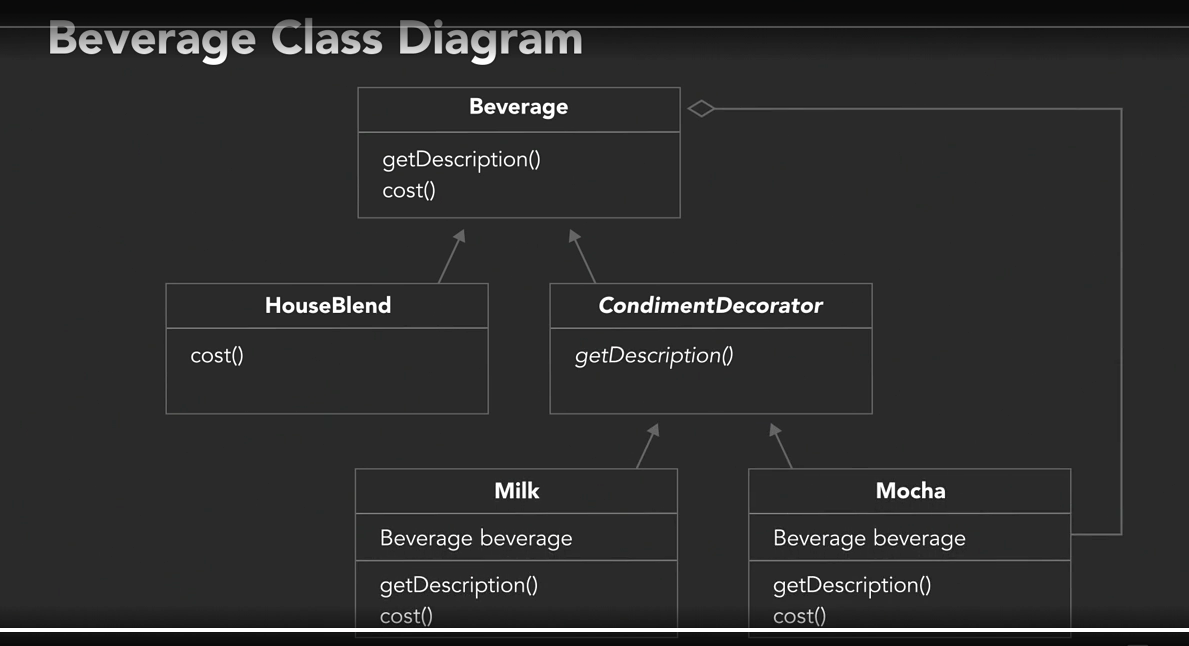 Beverage Class Diagram
Beverage
getDescription()
cost()
HouseBlend
cost()
CondimentDecorator
getDescription()
Milk
Beverage beverage
getDescription()
cost()
Mocha
Beverage beverage
getDescription()
cost()